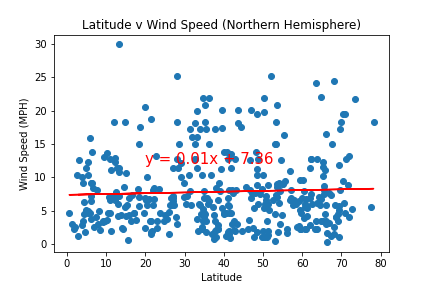 Latitude v Wind Speed (Northern Hemisphere)
30
25
20
15
10
5
0
Wind Speed (MPH)
y = 0.01x + 7.36
0 10 20 30 40 50 60 70 80
Latitude